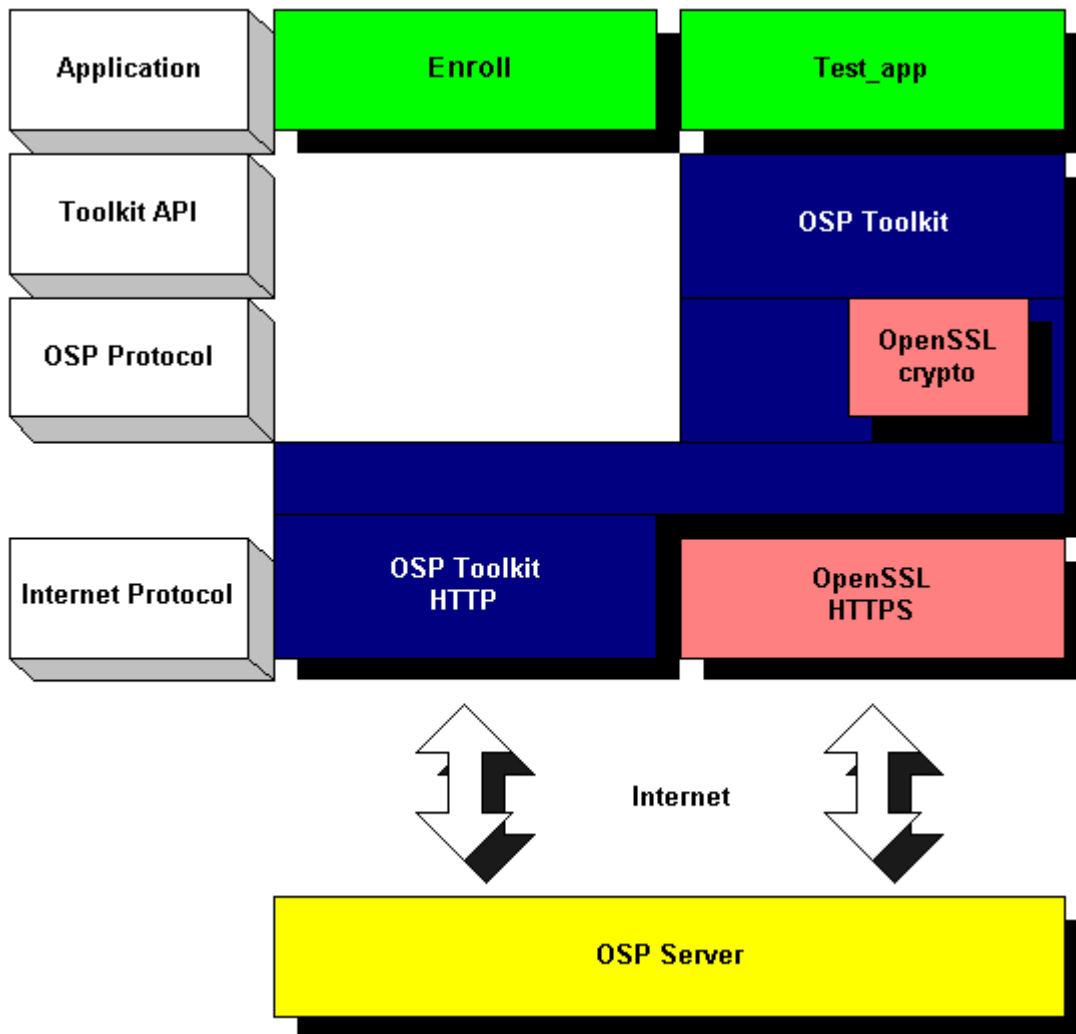 Application
Enroll
Test_app
Toolkit API
OSP Toolkit
OSP Protocol
OpenSSL
crypto
Internet Protocol
OSP Toolkit
HTTP
OpenSSL
HTTPS
Internet
OSP Server